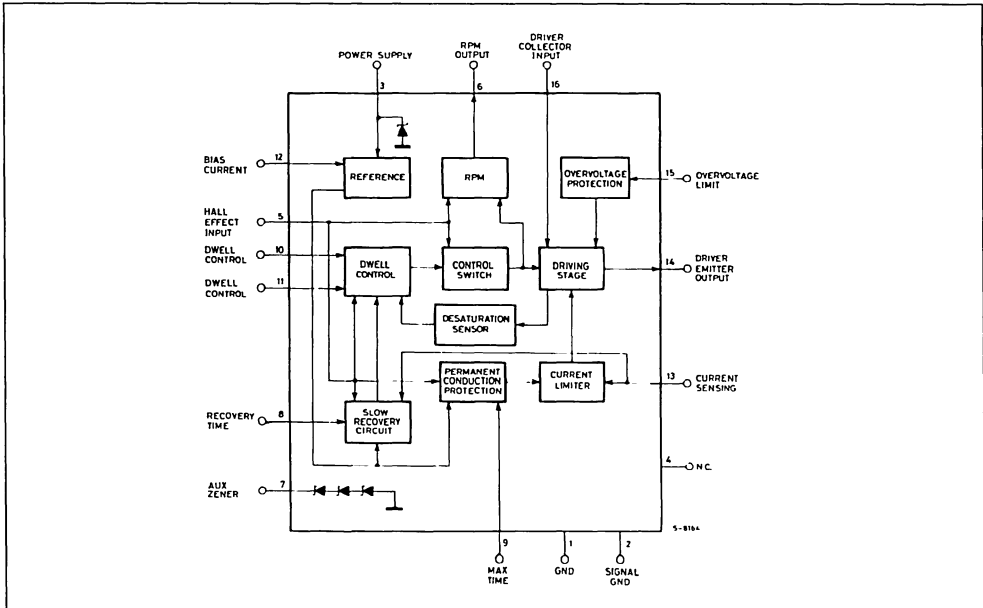 POWER SUPPLY
3
RPM
OUTPUT
6
DRIVER
COLLECTOR
INPUT
16
BIAS
CURRENT
12
REFERENCE
RPM
OVERVOLTAGE
PROTECTION
15
OVERVOLTAGE
LIMIT
HALL
EFFECT
INPUT
5
DWELL
CONTROL
10
DWELL
CONTROL
11
DWELL
CONTROL
CONTROL
SWITCH
DRIVING
STAGE
14
DRIVER
EMITTER
OUTPUT
DESATURATION
SENSOR
PERMANENT
CONDUCTION
PROTECTION
CURRENT
LIMITER
13
CURRENT
SENSING
RECOVERY
TIME
8
SLOW
RECOVERY
CIRCUIT
4
N.C.
AUX
ZENER
7
S-8164
9
MAX
TIME
1
GND
2
SIGNAL
GND